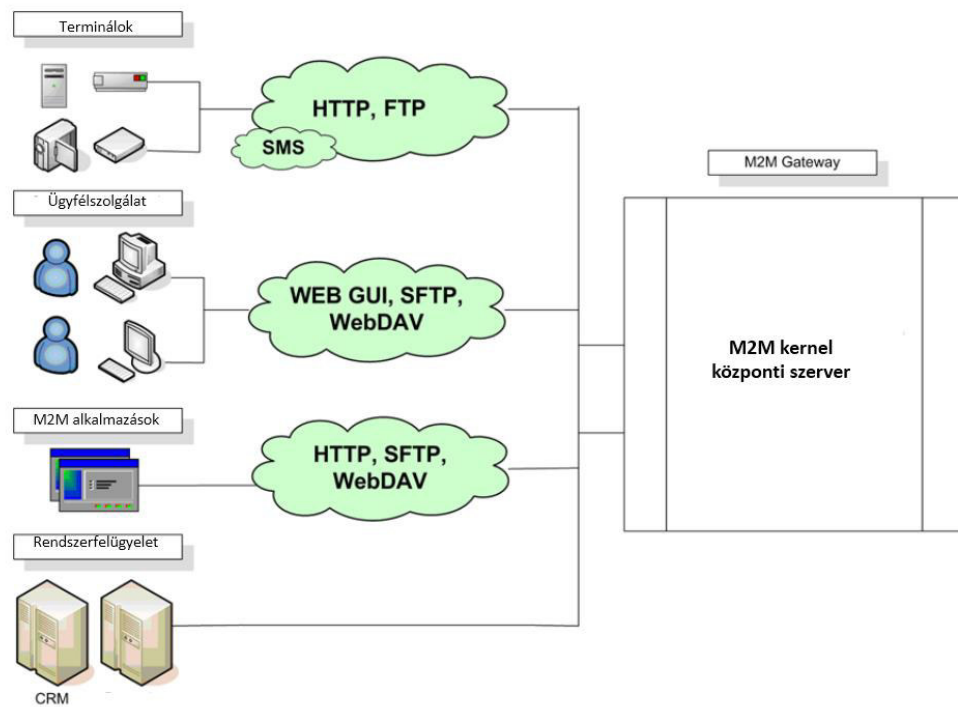 Terminálok
HTTP, FTP
SMS
M2M Gateway
Ügyfélszolgálat
WEB GUI, SFTP,
WebDAV
M2M kernel
központi szerver
M2M alkalmazások
HTTP, SFTP,
WebDAV
Rendszerfelügyelet
CRM